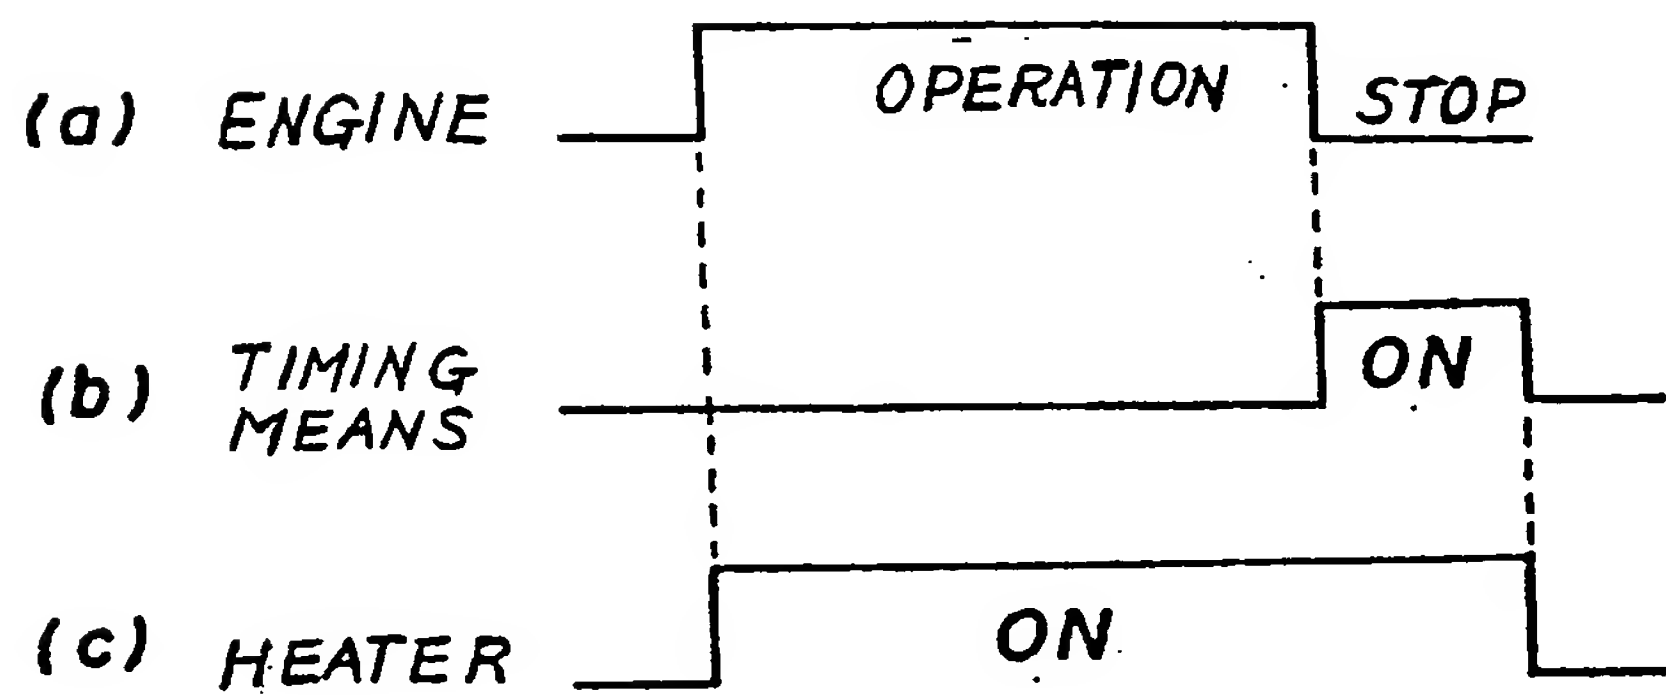 (a) ENGINE OPERATION STOP
(b) TIMING MEANS ON
(c) HEATER ON